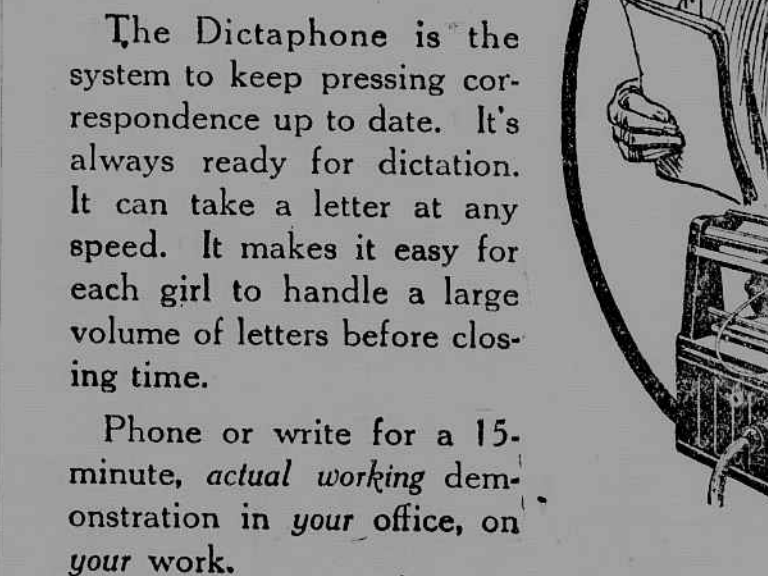 The Dictaphone is the
system to keep pressing cor-
respondence up to date. It's
always ready for dictation.
It can take a letter at any
speed. It makes it easy for
each girl to handle a large
volume of letters before clos-
ing time.
Phone or write for a 15-
minute, actual working dem-
onstration in your office, on
your work.